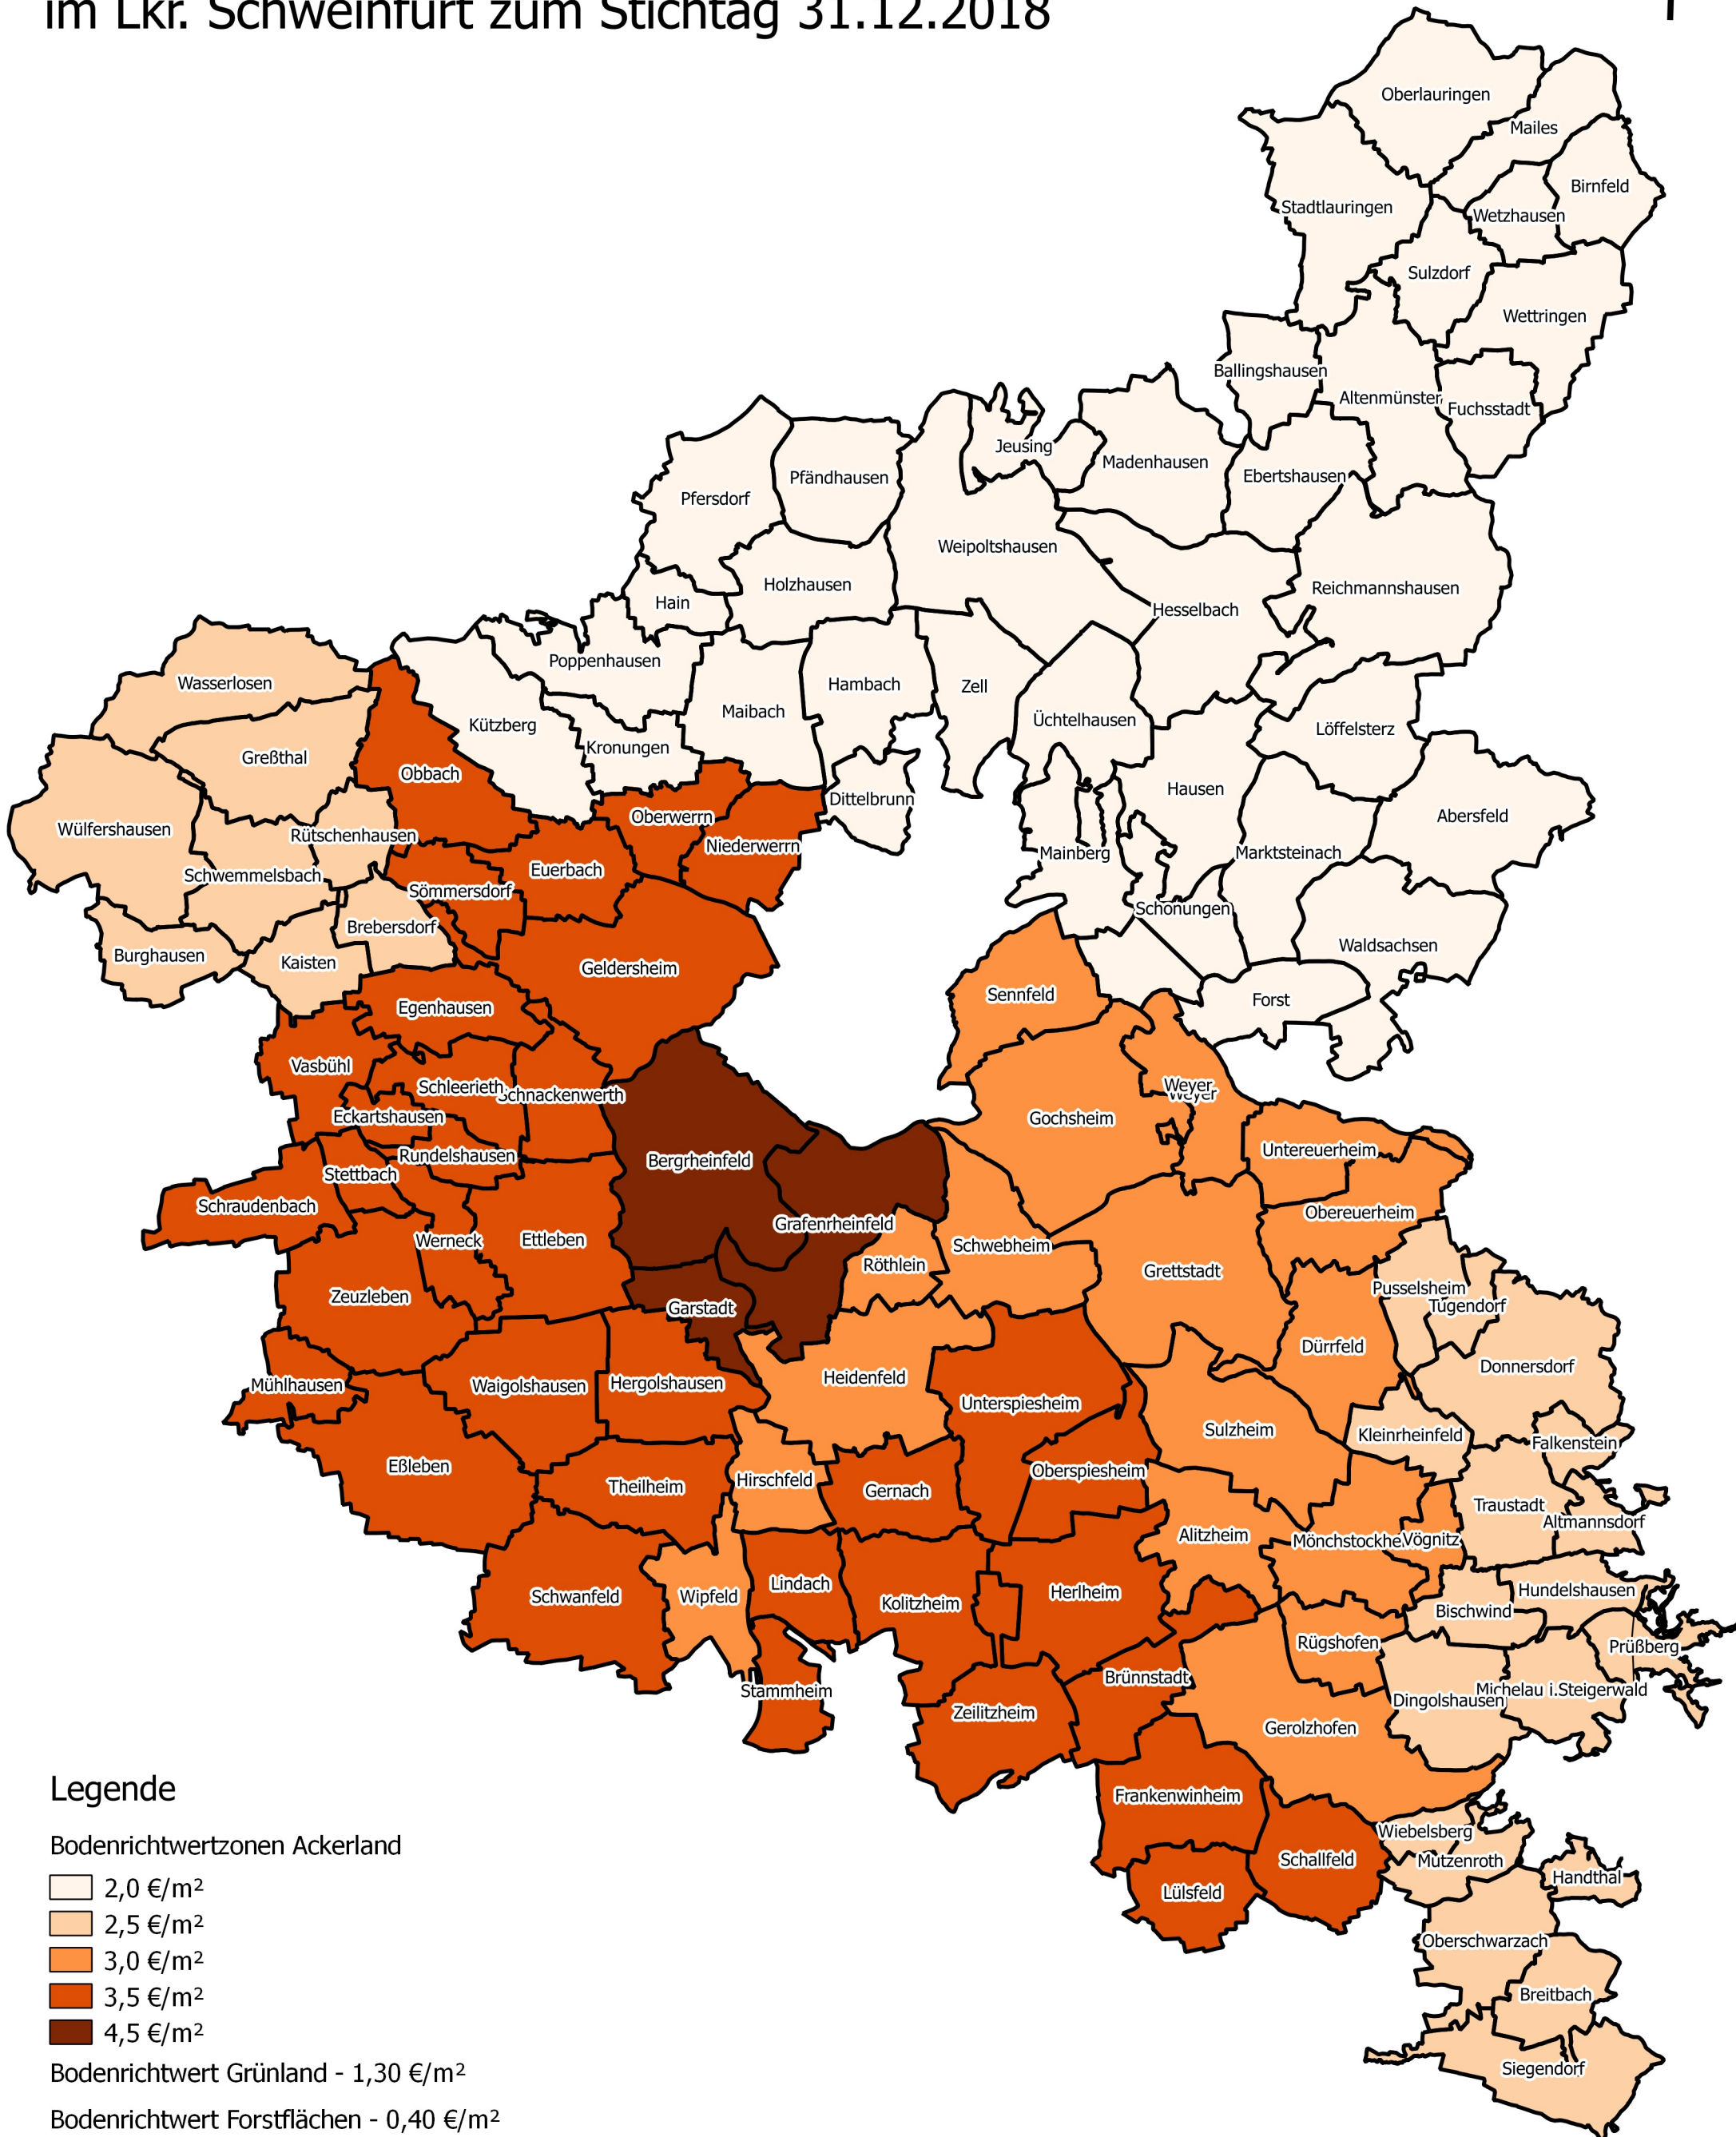 im Lkr. Schweinfurt zum Stichtag 31.12.2018
Oberlauringen
Mailes
Birnfeld
Stadtlauringen
Wetzhausen
Sulzdorf
Wettringen
Ballingshausen
Altenmünster
Fuchsstadt
Jeusing
Madenhausen
Ebertshausen
Pfändhausen
Pfersdorf
Weipoltshausen
Holzhausen
Reichmannshausen
Hain
Hesselbach
Poppenhausen
Wasserlosen
Hambach
Zell
Maibach
Üchtelhausen
Kützberg
Löffelsterz
Kronungen
Greßthal
Obbach
Hausen
Dittelbrunn
Abersfeld
Oberwerrn
Wülfershausen
Rütschenhausen
Niederwerrn
Mainberg
Marktsteinach
Euerbach
Schwemmelsbach
Sömmersdorf
Schonungen
Brebersdorf
Waldsachsen
Burghausen
Kaisten
Geldersheim
Sennfeld
Forst
Egenhausen
Vasbühl
Schleerieth
Schnackenwerth
Weyer
Weyer
Eckartshausen
Gochsheim
Untereuerheim
Rundelshausen
Bergrheinfeld
Stettbach
Schraudenbach
Obereuerheim
Grafenrheinfeld
Werneck
Ettleben
Schwebheim
Röthlein
Grettstadt
Pusselsheim
Zeuzleben
Garstadt
Tugendorf
Dürrfeld
Donnersdorf
Heidenfeld
Mühlhausen
Waigolshausen
Hergolshausen
Unterspiesheim
Sulzheim
Kleinrheinfeld
Falkenstein
Eßleben
Oberspiesheim
Hirschfeld
Theilheim
Gernach
Traustadt
Altmannsdorf
Alitzheim
Mönchstockhe
Vögnitz
Lindach
Hundelshausen
Herlheim
Schwanfeld
Wipfeld
Kolitzheim
Bischwind
Rügshofen
Prüßberg
Brünnstadt
Stammheim
Michelau i.Steigerwald
Dingolshausen
Zeilitzheim
Gerolzhofen
Frankenwinheim
Wiebelsberg
Schallfeld
Mutzenroth
Handthal
Lülsfeld
Oberschwarzach
Breitbach
Siegendorf
Legende
Bodenrichtwertzonen Ackerland
2,0 €/m²
2,5 €/m²
3,0 €/m²
3,5 €/m²
4,5 €/m²
Bodenrichtwert Grünland - 1,30 €/m²
Bodenrichtwert Forstflächen - 0,40 €/m²